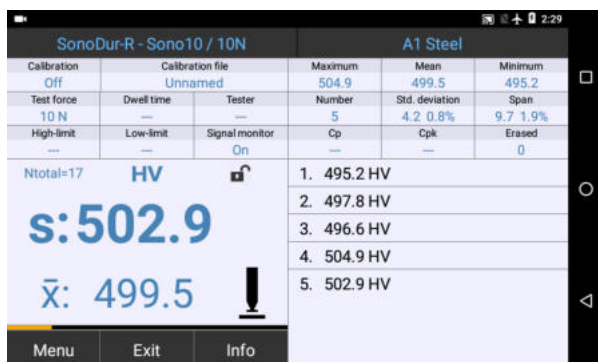 2:29
SonoDur-R - Sono10 / 10N
A1 Steel
Calibration Calibration file Maximum Mean Minimum
Off Unnamed 504.9 499.5 495.2
Test force Dwell time Tester Number Std. deviation Span
10 N --- --- 5 4.2 0.8% 9.7 1.9%
High-limit Low-limit Signal monitor Cp Cpk Erased
--- --- On --- --- 0
Ntotal=17 HV
s: 502.9
x̄: 499.5
1. 495.2 HV
2. 497.8 HV
3. 496.6 HV
4. 504.9 HV
5. 502.9 HV
Menu Exit Info